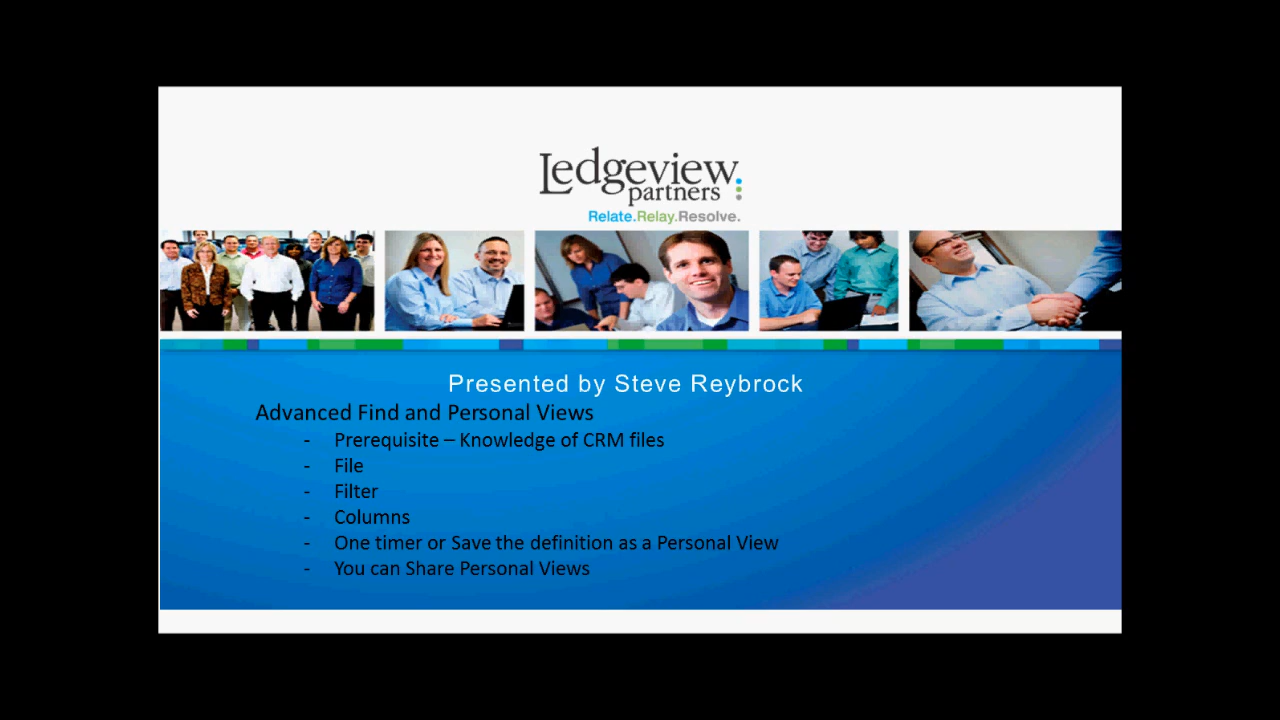 Ledgeview
partners
Relate.Relay.Resolve.
Presented by Steve Reybrock
Advanced Find and Personal Views
- Prerequisite – Knowledge of CRM files
- File
- Filter
- Columns
- One timer or Save the definition as a Personal View
- You can Share Personal Views